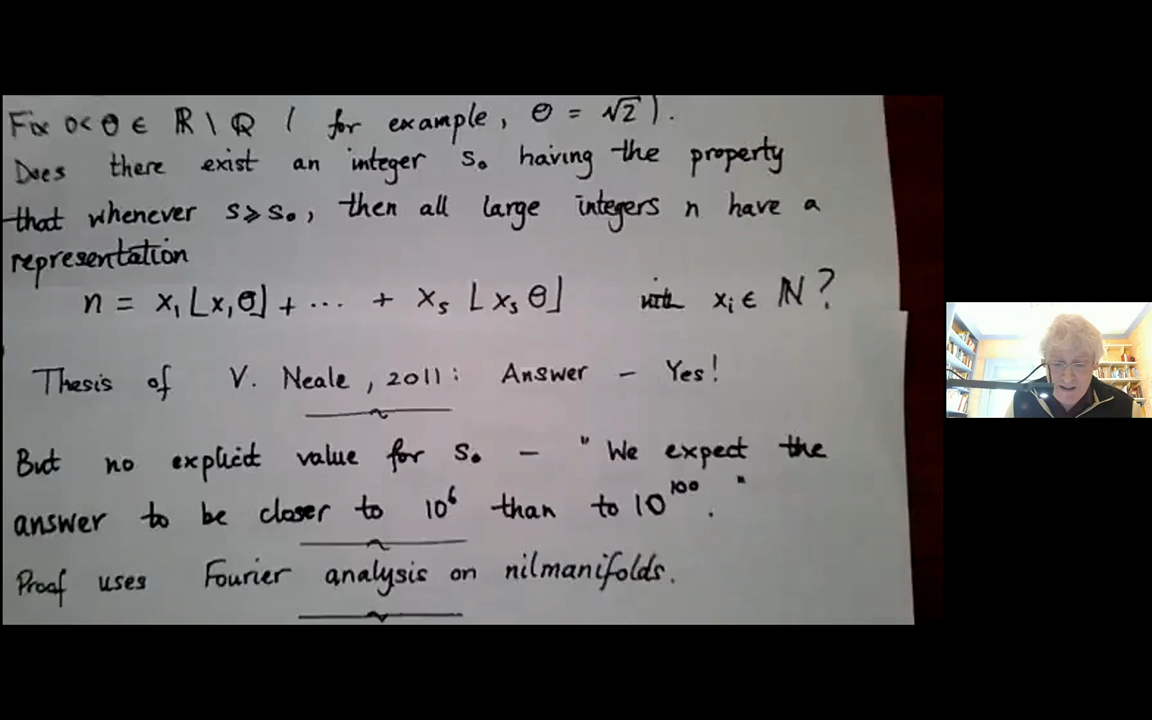 Fix 0 < θ ∈ ℝ \ ℚ ( for example, θ = √2 ).
Does there exist an integer s₀ having the property
that whenever s ⩾ s₀, then all large integers n have a
representation
n = x₁ ⌊x₁θ⌋ + ... + xₛ ⌊xₛ θ⌋ with xᵢ ∈ ℕ ?
Thesis of V. Neale, 2011 : Answer – Yes!
But no explicit value for s₀ – "We expect the
answer to be closer to 10⁶ than to 10¹⁰⁰."
Proof uses Fourier analysis on nilmanifolds.